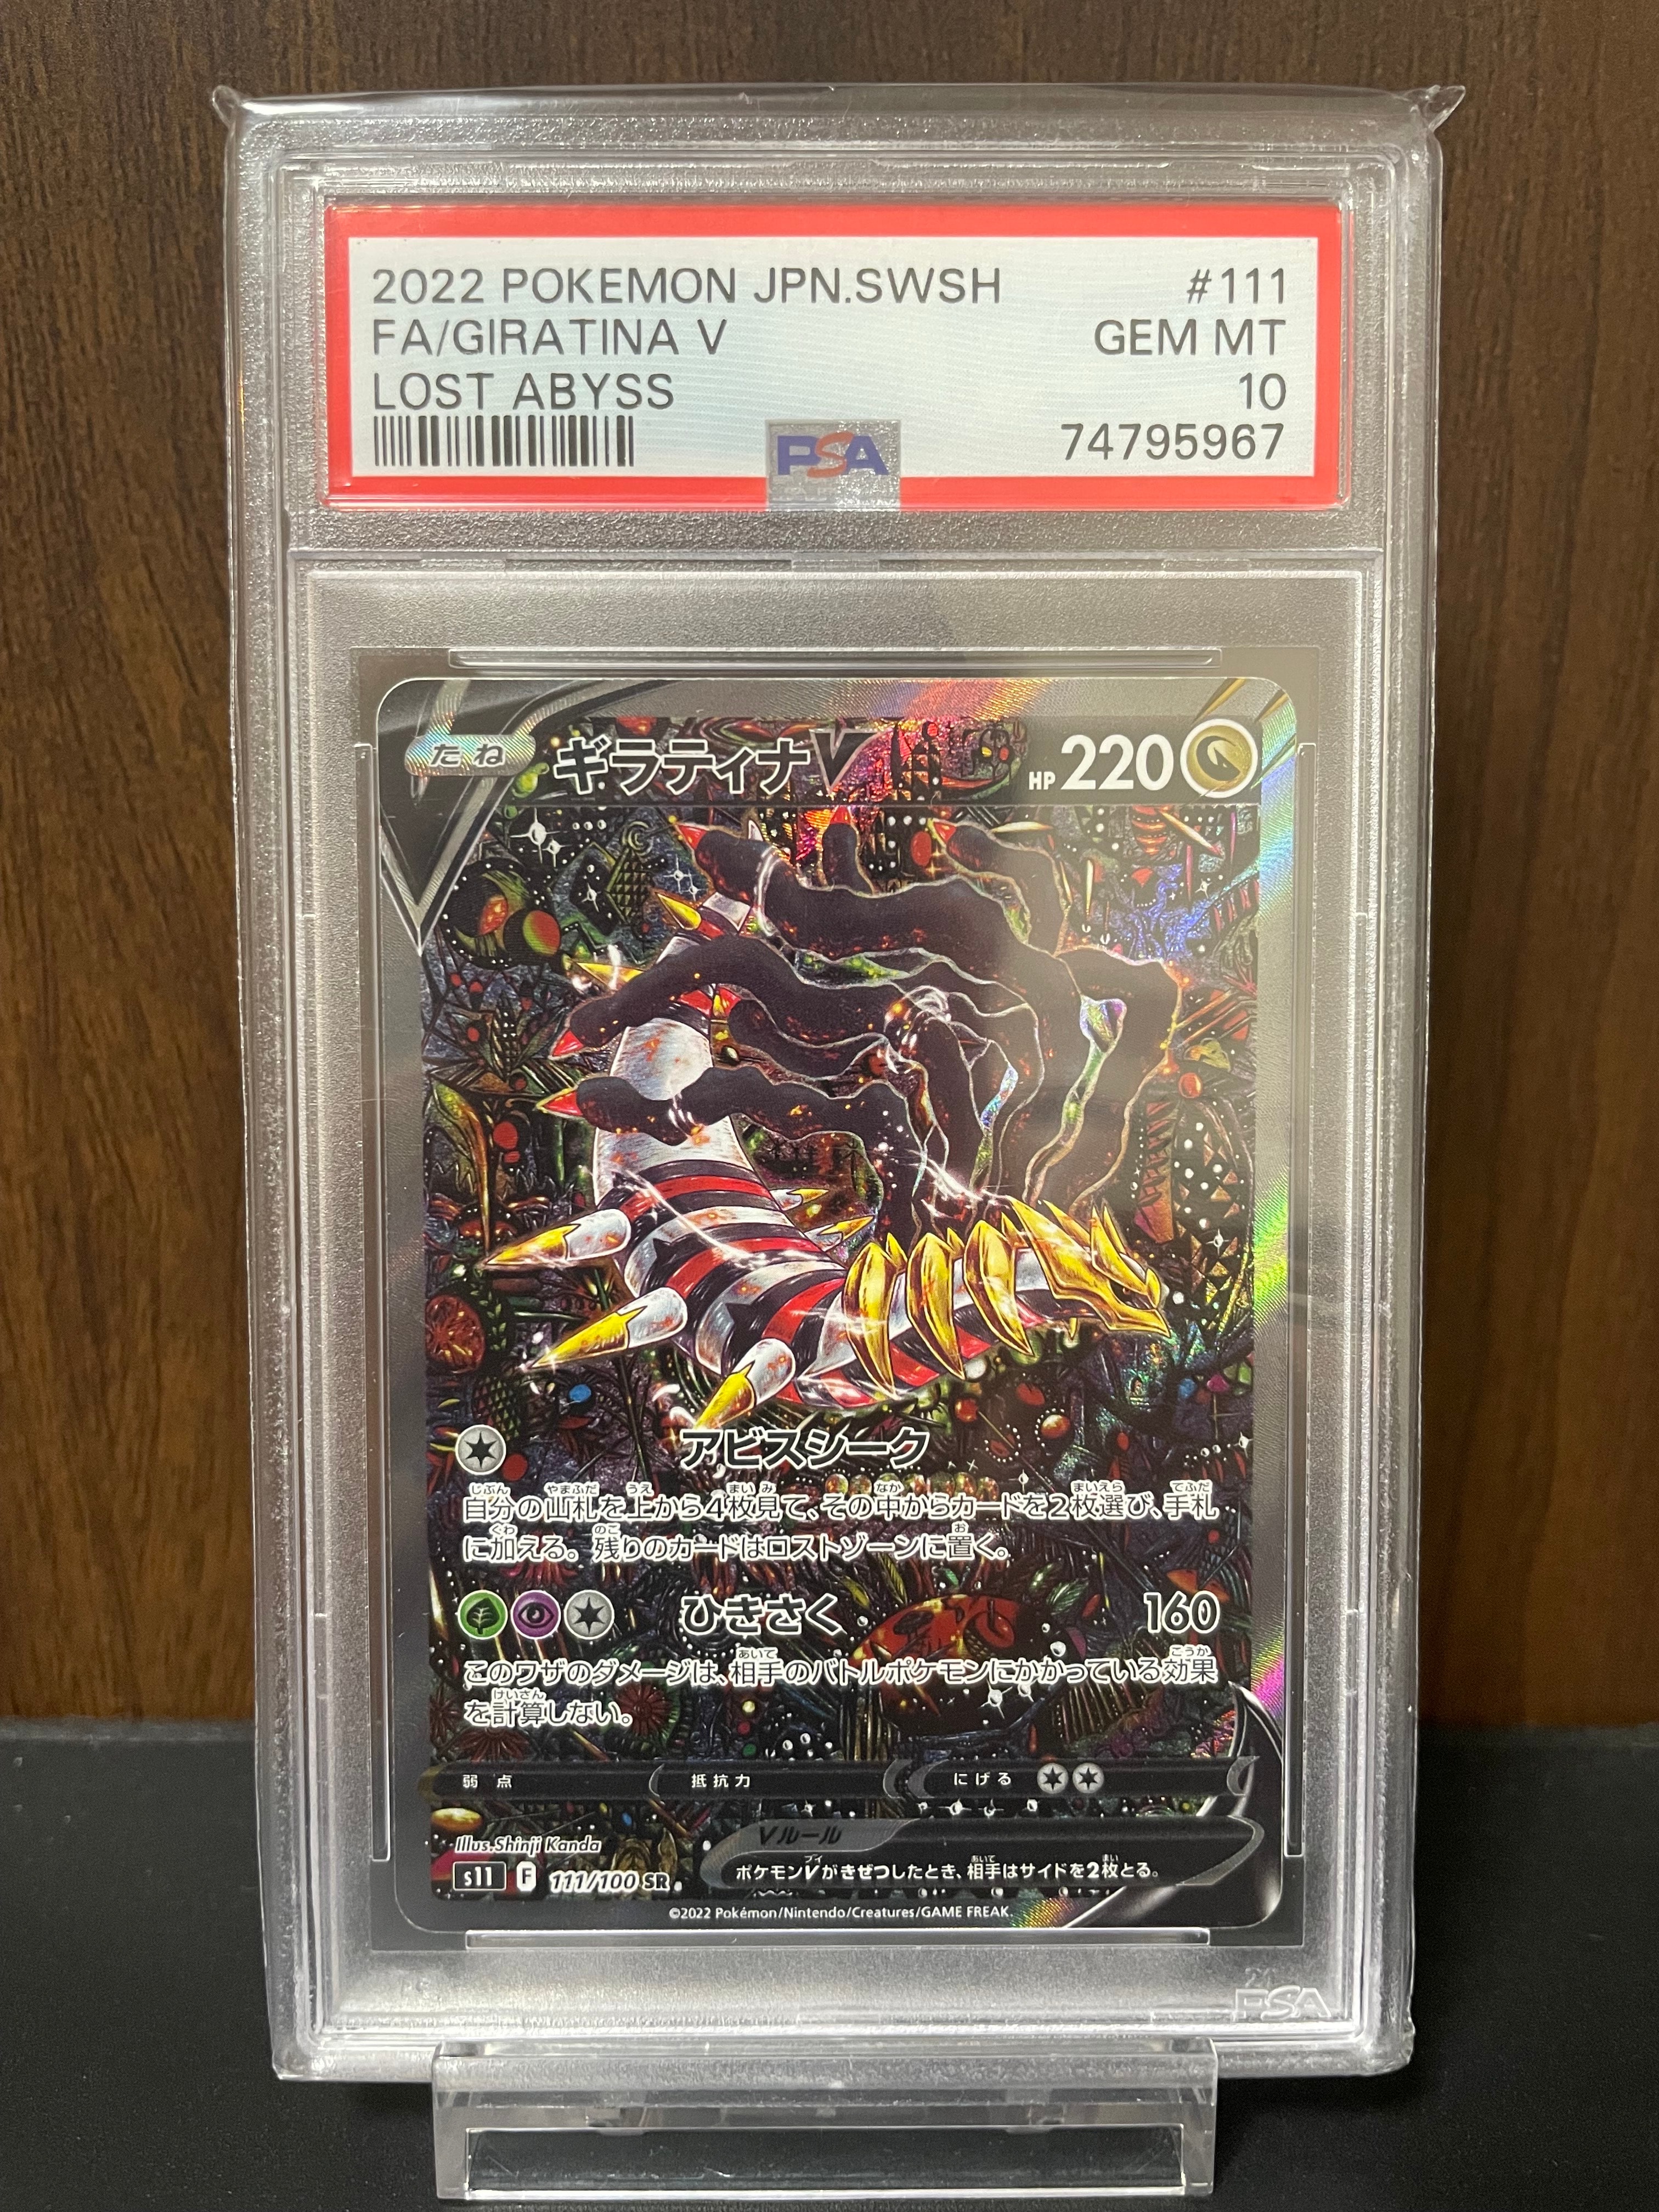 2022 POKEMON JPN.SWSH #111
FA/GIRATINA V GEM MT
LOST ABYSS 10
74795967
PSA
たね ギラティナV HP 220
アビスシーク
自分の山札を上から4枚見て、その中からカードを2枚選び、手札
に加える。残りのカードはロストゾーンに置く。
ひきさく 160
このワザのダメージは、相手のバトルポケモンにかかっている効果
を計算しない。
弱点 抵抗力 にげる
Illus.Shinji Kanda
Vルール
ポケモンVがきぜつしたとき、相手はサイドを2枚とる。
s11 F 111/100 SR
©2022 Pokémon/Nintendo/Creatures/GAME FREAK.
PSA